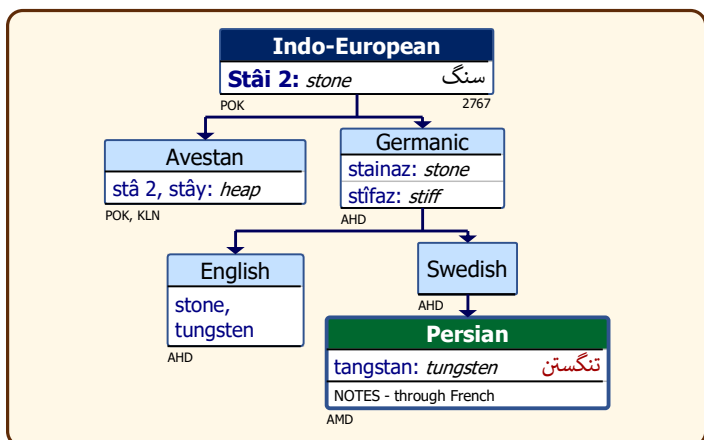 Indo-European
Stâi 2: stone سنگ
POK 2767
Avestan
stâ 2, stây: heap
POK, KLN
Germanic
stainaz: stone
stîfaz: stiff
AHD
English
stone,
tungsten
AHD
Swedish
AHD
Persian
tangstan: tungsten تنگستن
NOTES - through French
AMD